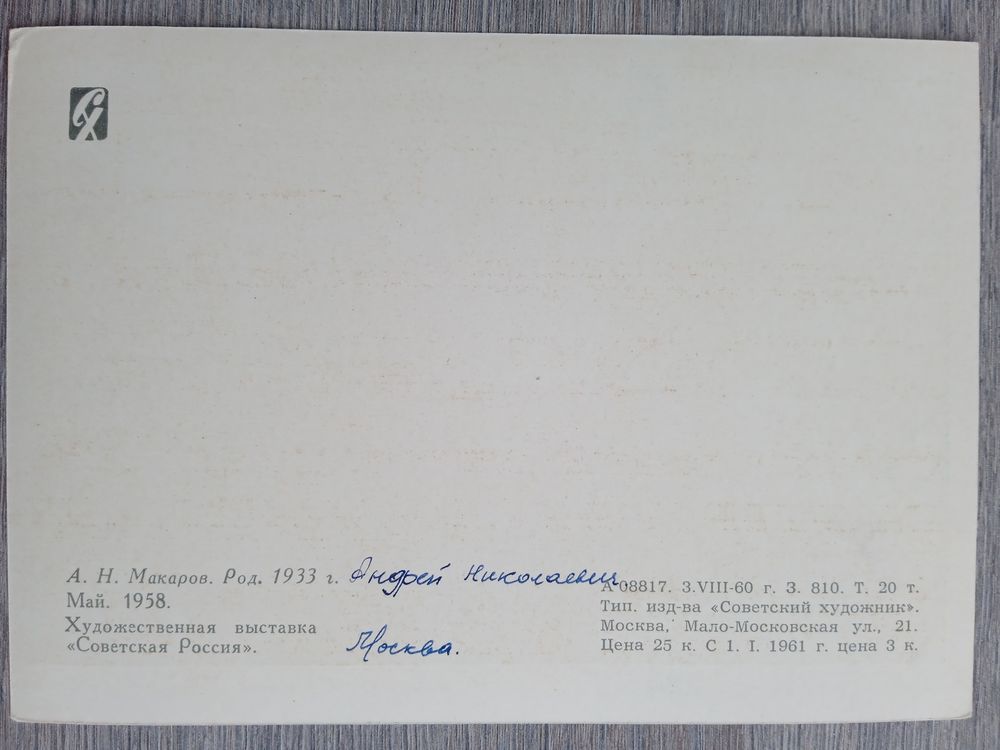 СХ
А. Н. Макаров. Род. 1933 г. Андрей Николаевич.
Май. 1958.
Художественная выставка
«Советская Россия».
Москва.
А 08817. 3.VIII-60 г. З. 810. Т. 20 т.
Тип. изд-ва «Советский художник».
Москва, Мало-Московская ул., 21.
Цена 25 к. С 1. I. 1961 г. цена 3 к.